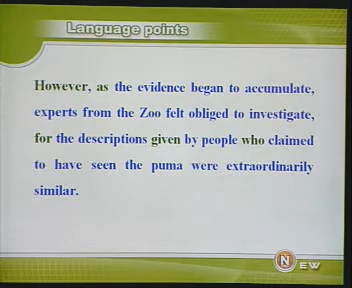 Language points
However, as the evidence began to accumulate,
experts from the Zoo felt obliged to investigate,
for the descriptions given by people who claimed
to have seen the puma were extraordinarily
similar.
NEW